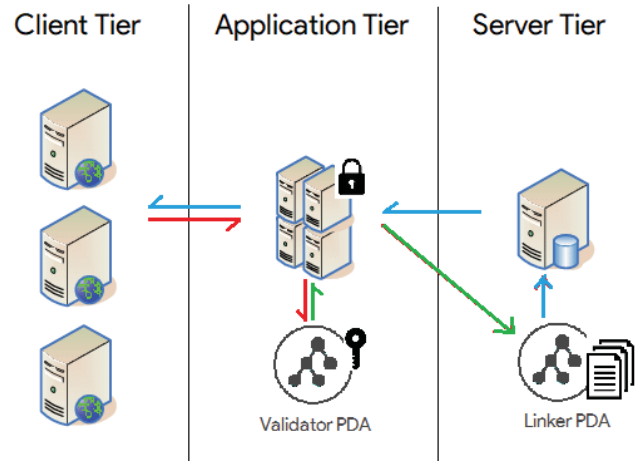 Client Tier
Application Tier
Server Tier
Validator PDA
Linker PDA